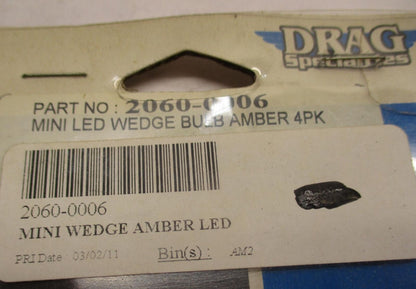 DRAG
Specialties
PART NO : 2060-0006
MINI LED WEDGE BULB AMBER 4PK
2060-0006
MINI WEDGE AMBER LED
PRI Date : 03/02/11 Bin(s) : AM2